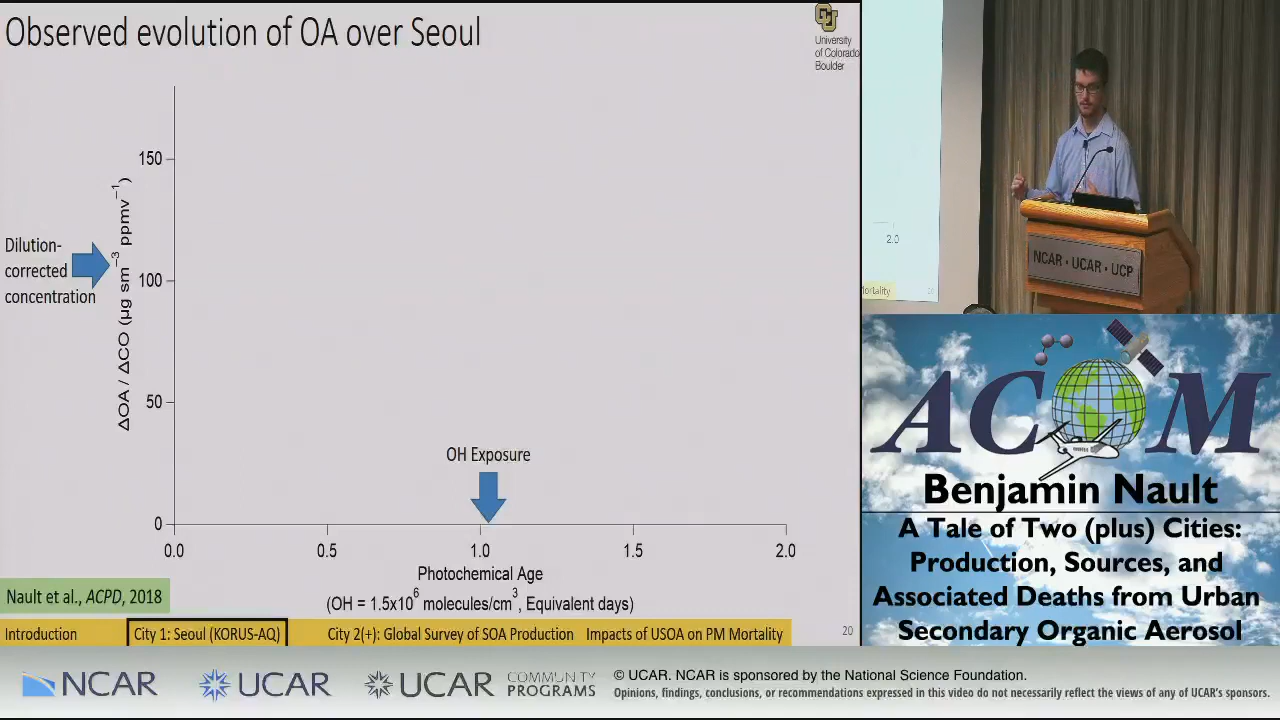 Observed evolution of OA over Seoul
University
of Colorado
Boulder
150
100
50
0
ΔOA / ΔCO (µg sm⁻³ ppmv⁻¹)
Dilution-
corrected
concentration
OH Exposure
0.0
0.5
1.0
1.5
2.0
Photochemical Age
(OH = 1.5x10⁶ molecules/cm³, Equivalent days)
Nault et al., ACPD, 2018
Introduction
City 1: Seoul (KORUS-AQ)
City 2(+): Global Survey of SOA Production
Impacts of USOA on PM Mortality
20
2.0
Mortality
NCAR · UCAR · UCP
ACOM
Benjamin Nault
A Tale of Two (plus) Cities:
Production, Sources, and
Associated Deaths from Urban
Secondary Organic Aerosol
NCAR
UCAR
UCAR
COMMUNITY
PROGRAMS
© UCAR. NCAR is sponsored by the National Science Foundation.
Opinions, findings, conclusions, or recommendations expressed in this video do not necessarily reflect the views of any of UCAR's sponsors.